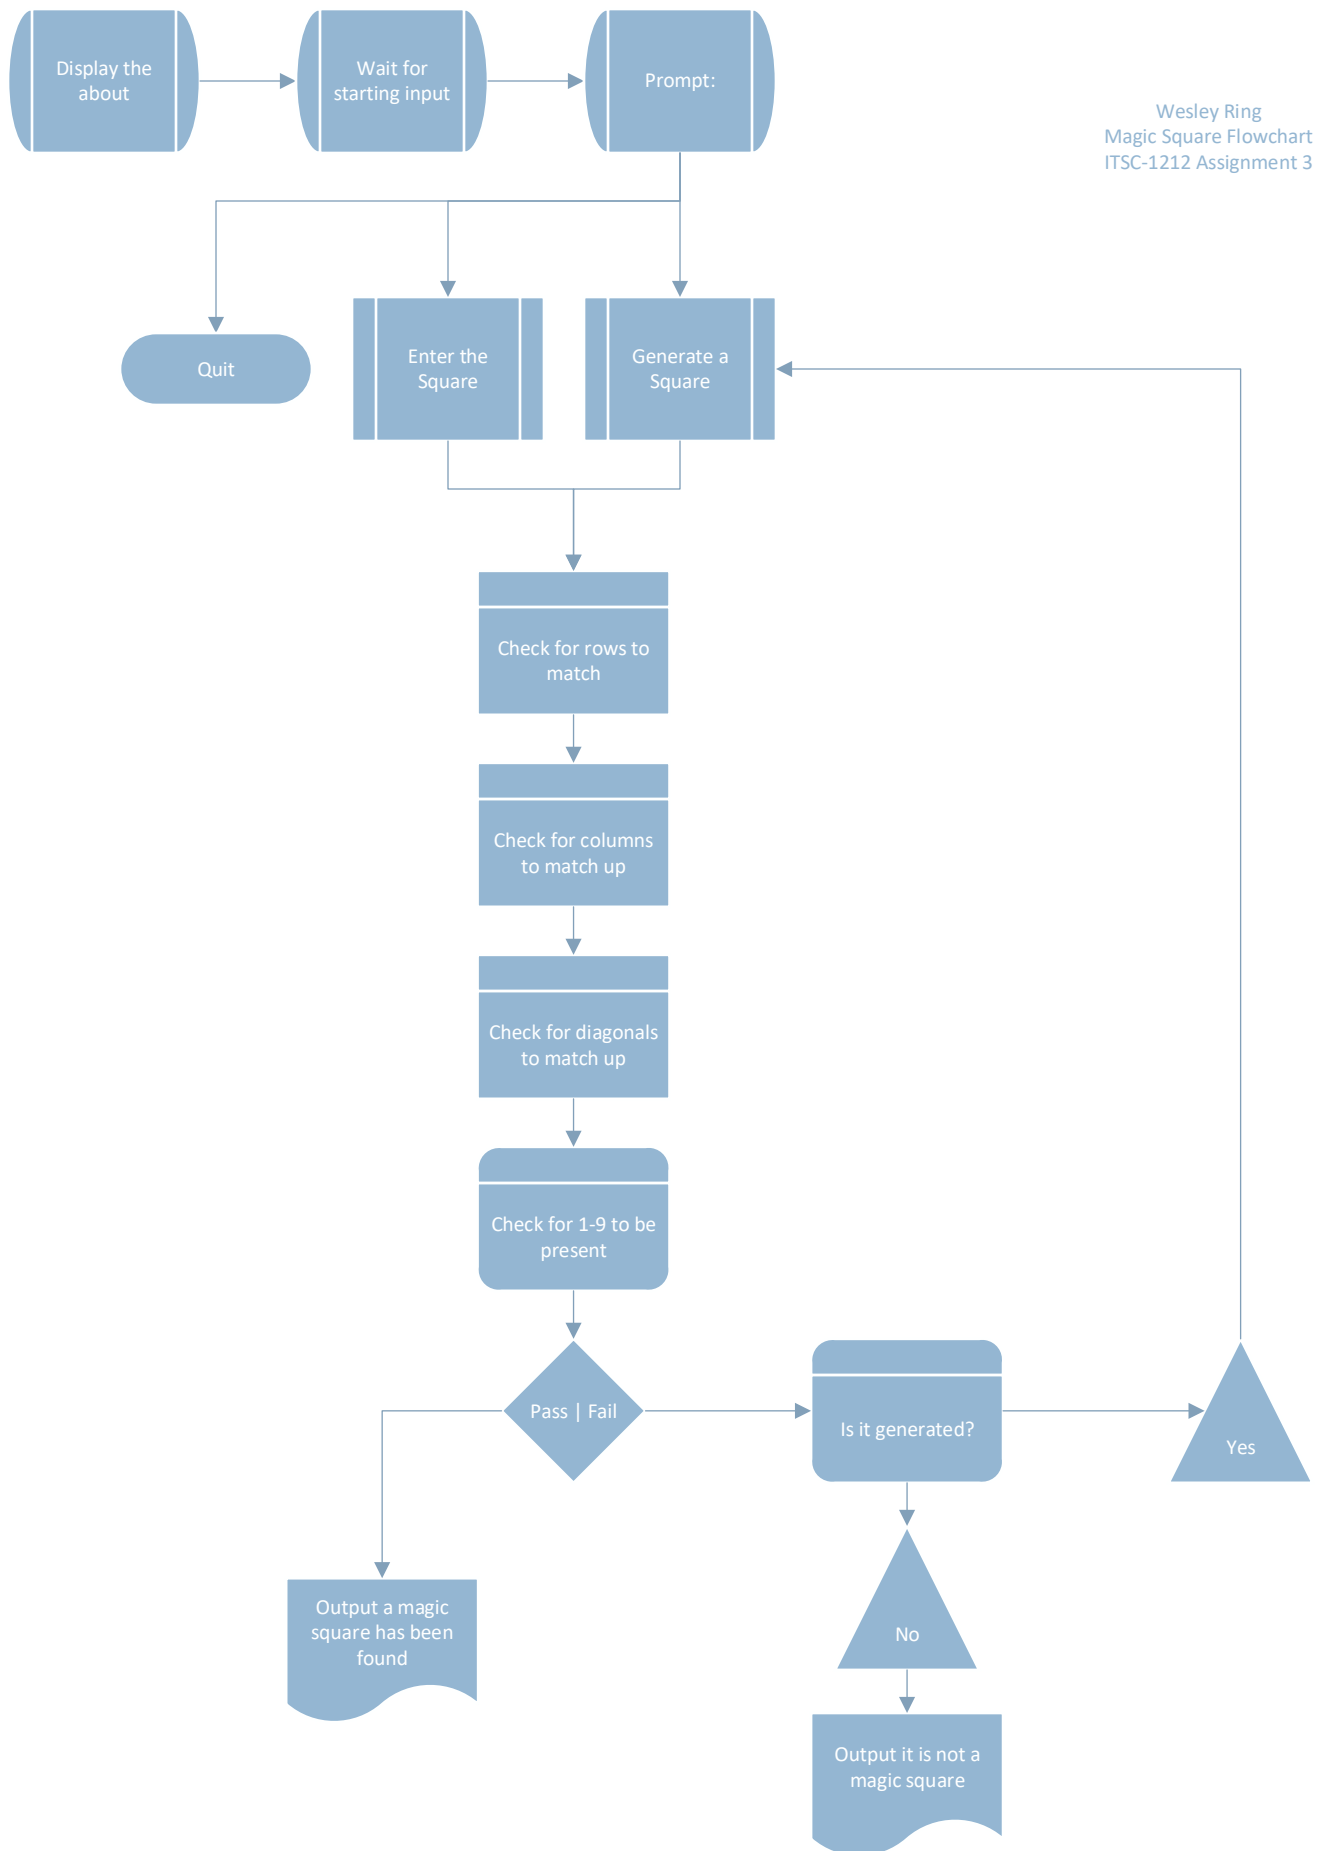 Display the
about
Wait for
starting input
Prompt:
Wesley Ring
Magic Square Flowchart
ITSC-1212 Assignment 3
Quit
Enter the
Square
Generate a
Square
Check for rows to
match
Check for columns
to match up
Check for diagonals
to match up
Check for 1-9 to be
present
Pass | Fail
Is it generated?
Yes
No
Output a magic
square has been
found
Output it is not a
magic square